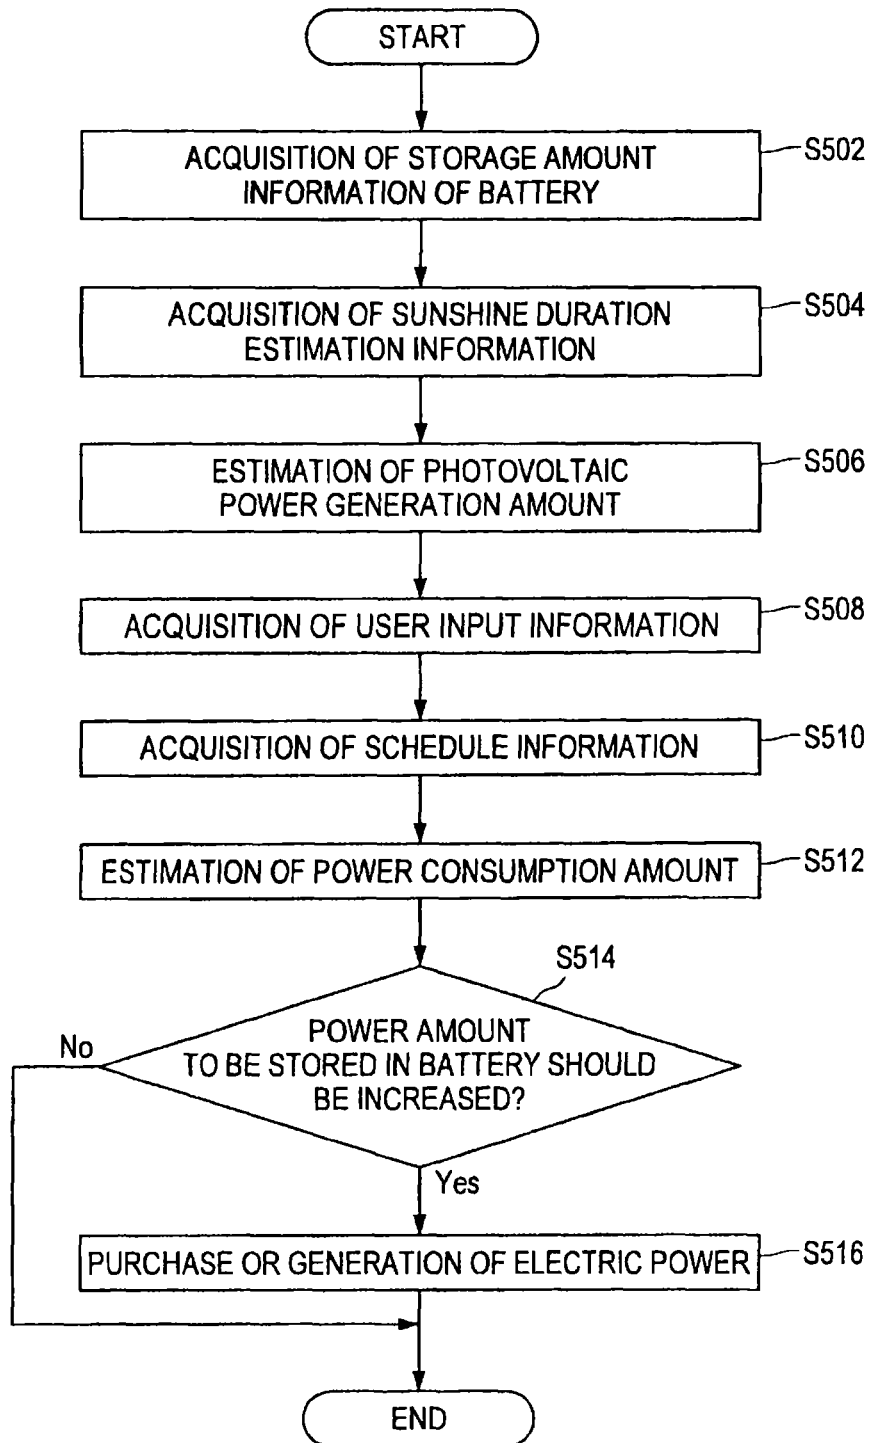 START
ACQUISITION OF STORAGE AMOUNT
INFORMATION OF BATTERY
S502
ACQUISITION OF SUNSHINE DURATION
ESTIMATION INFORMATION
S504
ESTIMATION OF PHOTOVOLTAIC
POWER GENERATION AMOUNT
S506
ACQUISITION OF USER INPUT INFORMATION
S508
ACQUISITION OF SCHEDULE INFORMATION
S510
ESTIMATION OF POWER CONSUMPTION AMOUNT
S512
S514
POWER AMOUNT
TO BE STORED IN BATTERY SHOULD
BE INCREASED?
No
Yes
PURCHASE OR GENERATION OF ELECTRIC POWER
S516
END